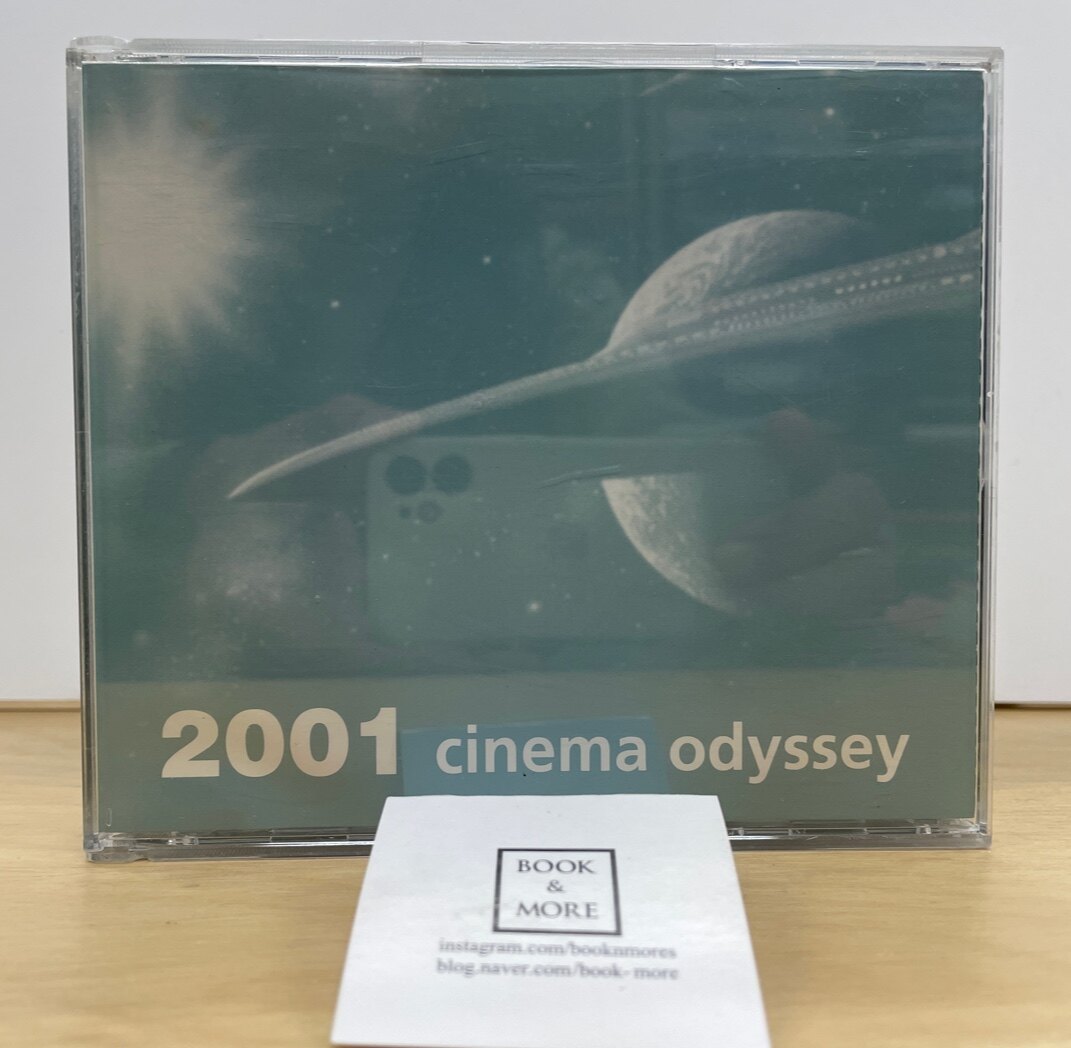 2001 cinema odyssey
BOOK
&
MORE
instagram.com/booknmores
blog.naver.com/book-more